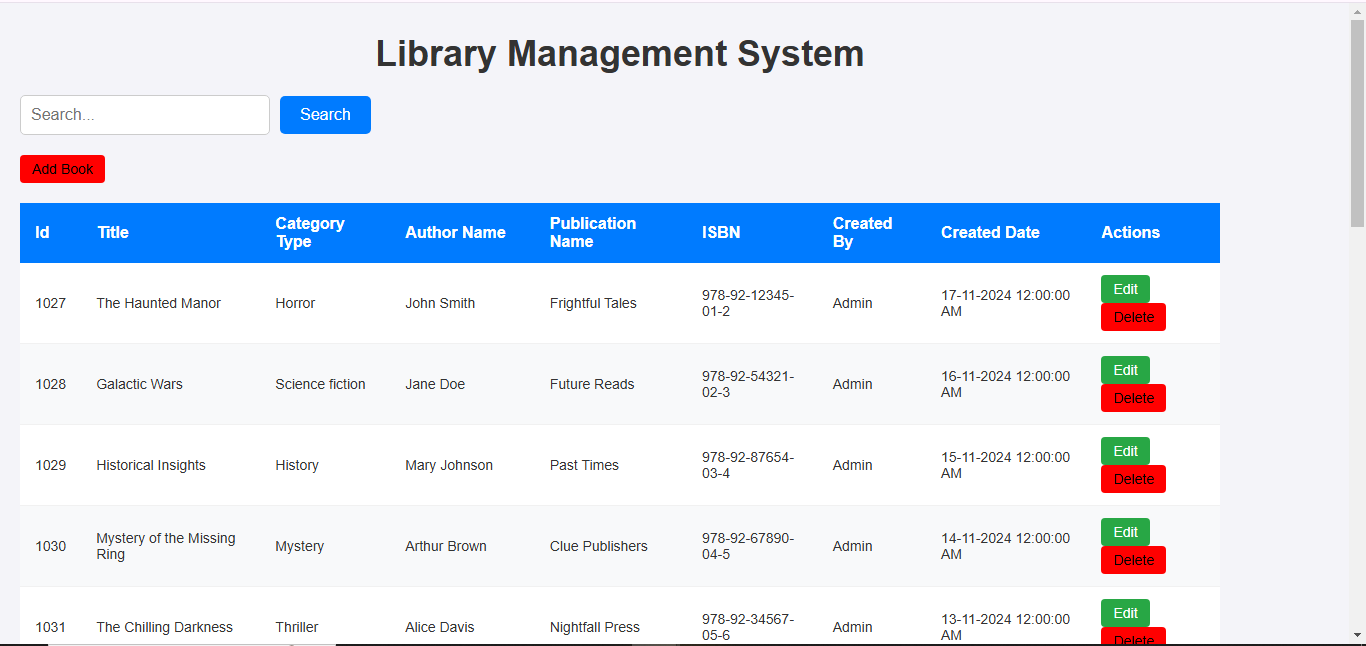 Library Management System
Search...
Search
Add Book
Id Title Category Type Author Name Publication Name ISBN Created By Created Date Actions
1027 The Haunted Manor Horror John Smith Frightful Tales 978-92-12345-01-2 Admin 17-11-2024 12:00:00 AM Edit Delete
1028 Galactic Wars Science fiction Jane Doe Future Reads 978-92-54321-02-3 Admin 16-11-2024 12:00:00 AM Edit Delete
1029 Historical Insights History Mary Johnson Past Times 978-92-87654-03-4 Admin 15-11-2024 12:00:00 AM Edit Delete
1030 Mystery of the Missing Ring Mystery Arthur Brown Clue Publishers 978-92-67890-04-5 Admin 14-11-2024 12:00:00 AM Edit Delete
1031 The Chilling Darkness Thriller Alice Davis Nightfall Press 978-92-34567-05-6 Admin 13-11-2024 12:00:00 AM Edit Delete